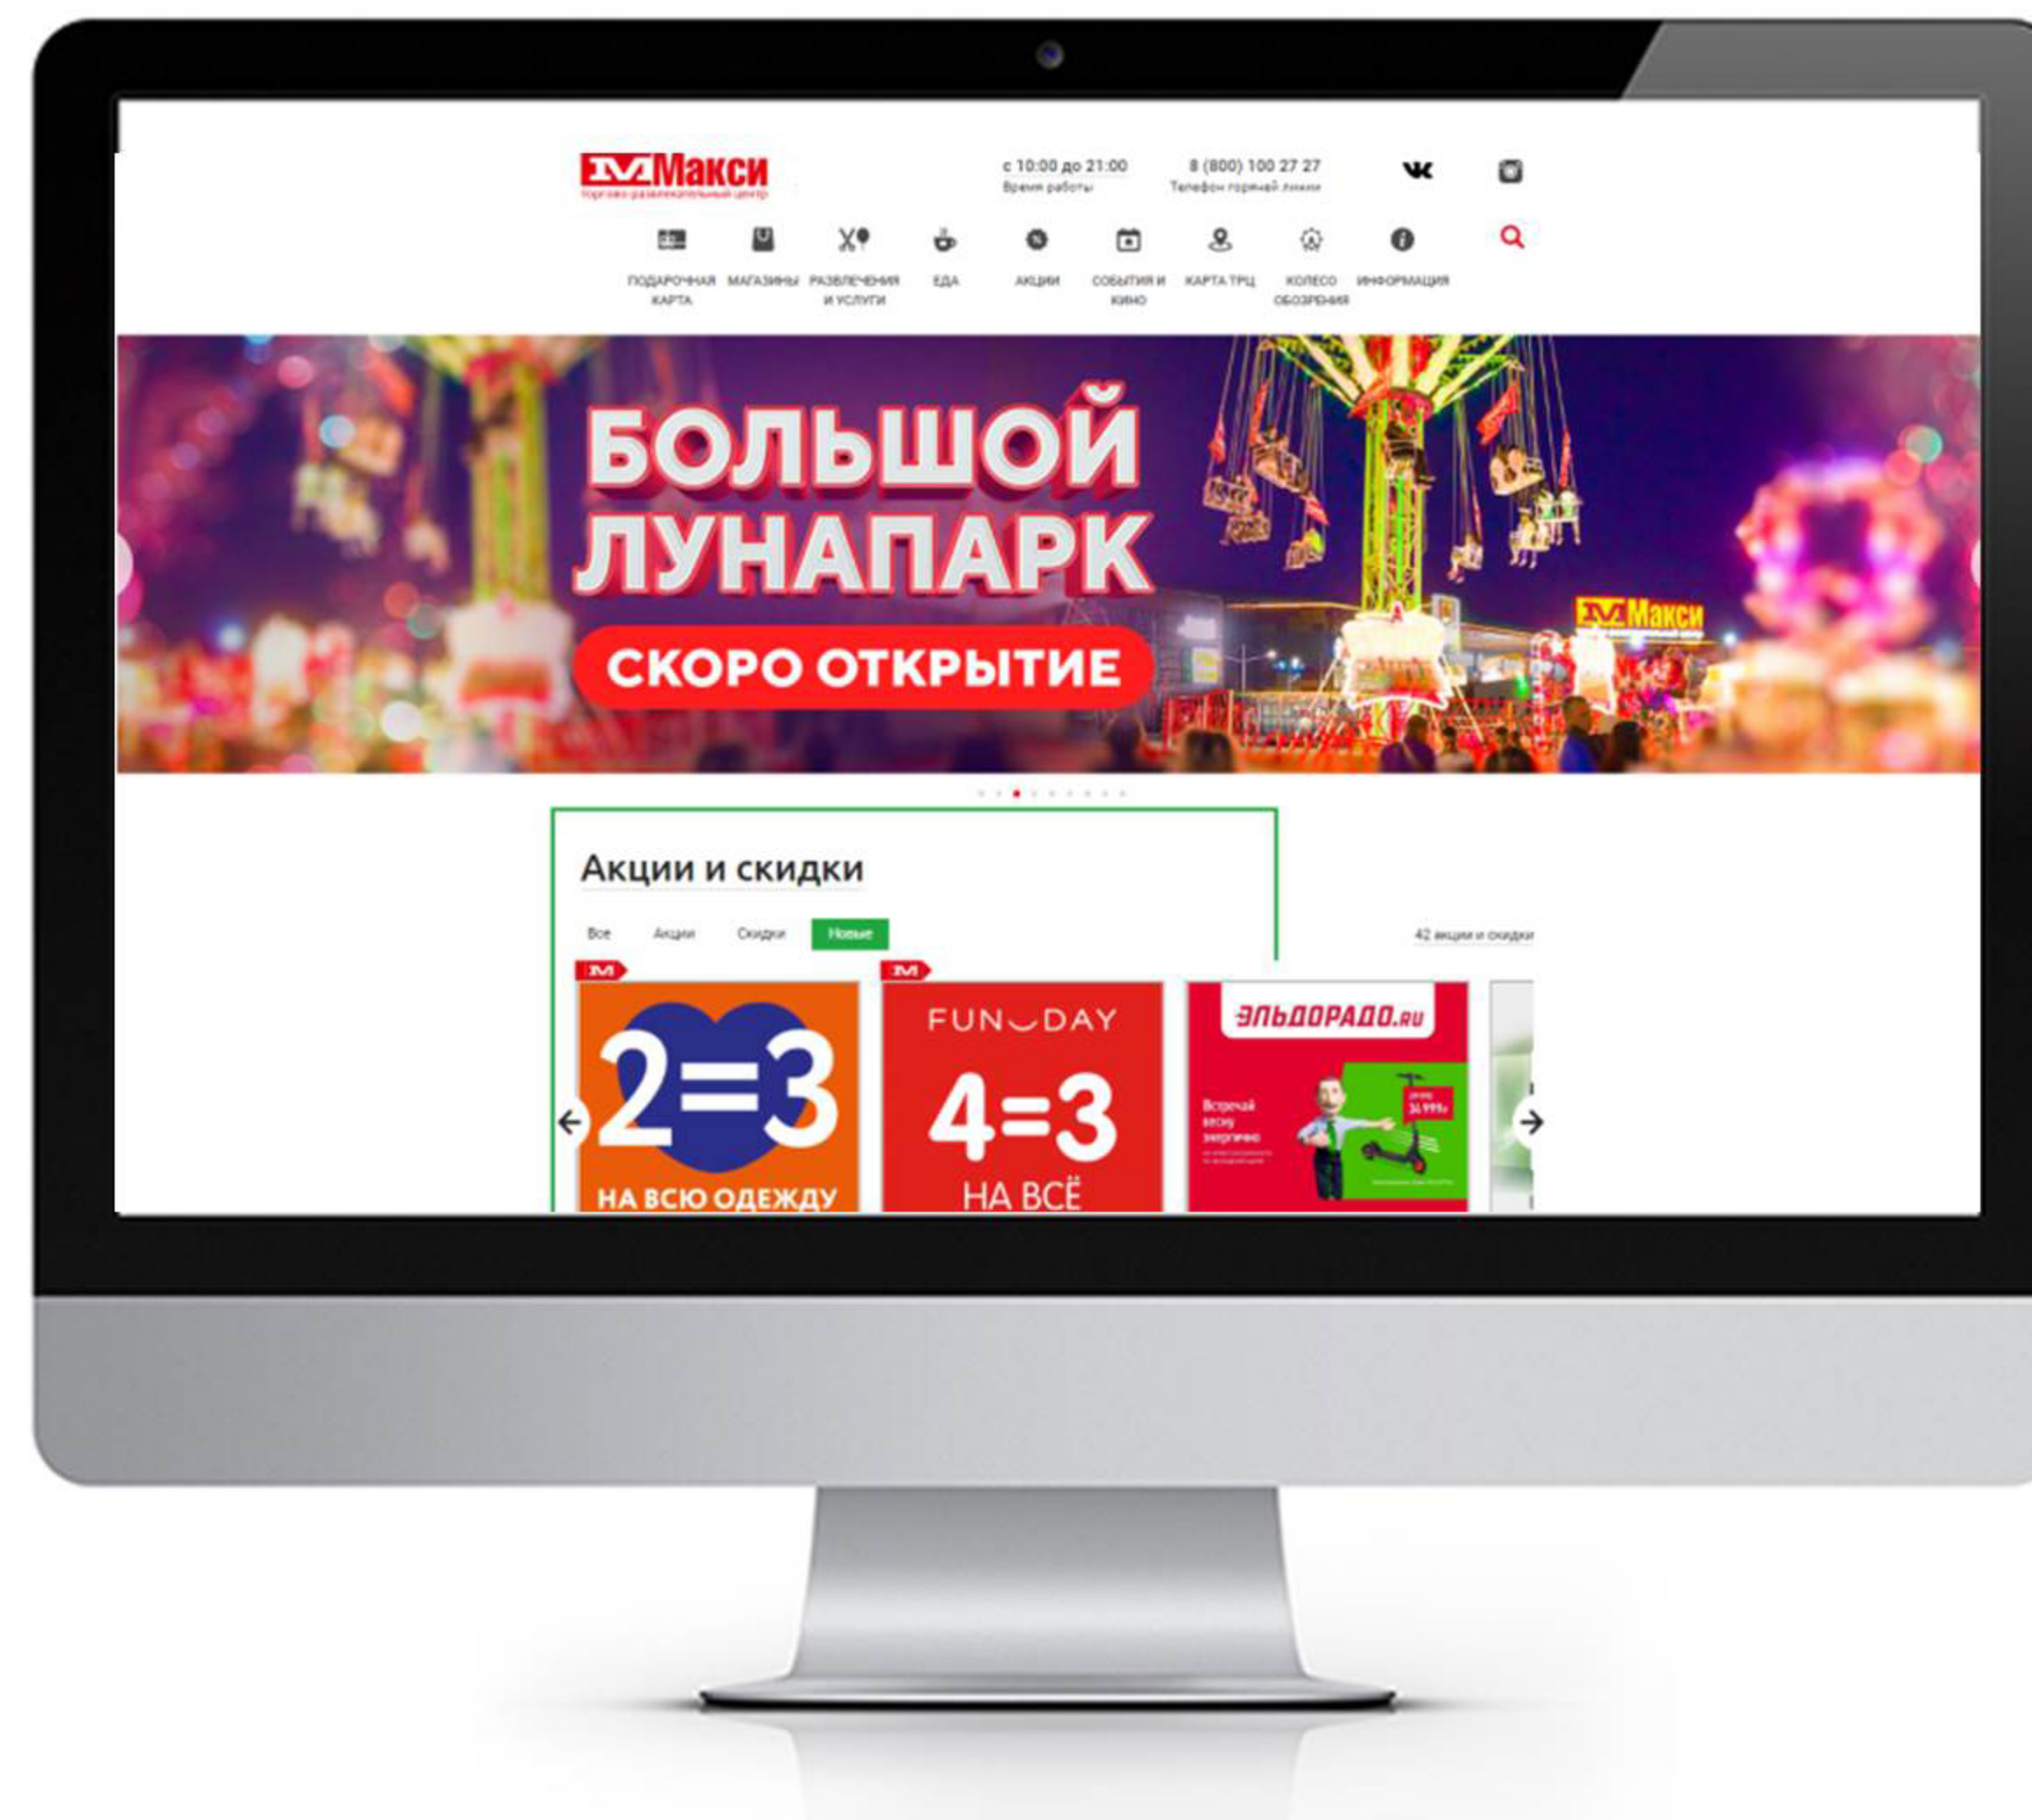 Макси
торгово-развлекательный центр
с 10:00 до 21:00
Время работы
8 (800) 100 27 27
Телефон горячей линии
ПОДАРОЧНАЯ КАРТА
МАГАЗИНЫ
РАЗВЛЕЧЕНИЯ И УСЛУГИ
ЕДА
АКЦИИ
СОБЫТИЯ И КИНО
КАРТА ТРЦ
КОЛЕСО ОБОЗРЕНИЯ
ИНФОРМАЦИЯ
БОЛЬШОЙ
ЛУНАПАРК
СКОРО ОТКРЫТИЕ
Макси
Акции и скидки
Все
Акции
Скидки
Новые
42 акции и скидки
2=3
НА ВСЮ ОДЕЖДУ
FUN DAY
4=3
НА ВСЁ
ЭЛЬДОРАДО.RU
Встречай
весну
энергично